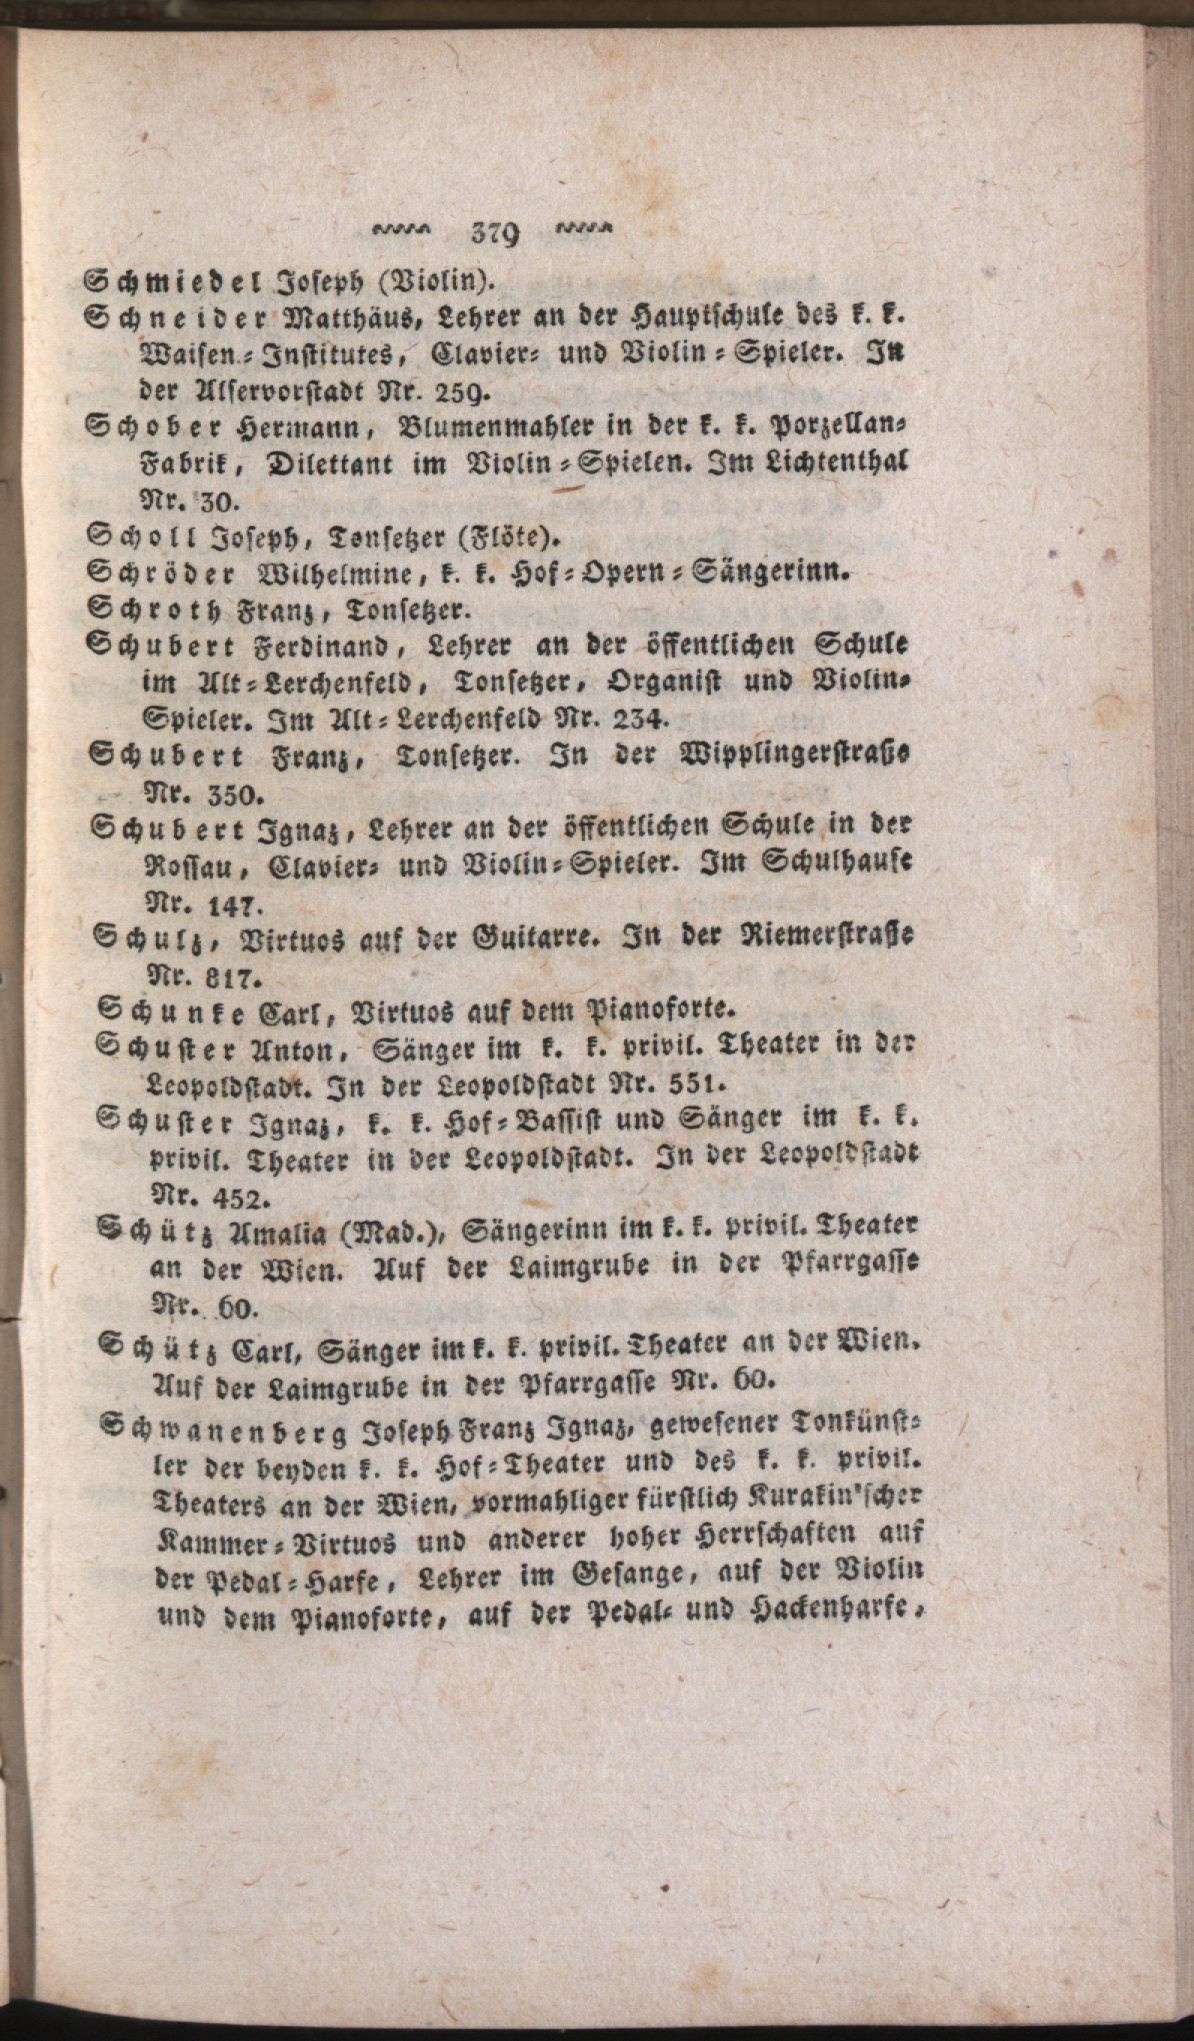 379
Schmiedel Joseph (Violin).
Schneider Matthäus, Lehrer an der Hauptschule des k. k.
Waisen-Institutes, Clavier- und Violin-Spieler. In
der Alservorstadt Nr. 259.
Schober Hermann, Blumenmahler in der k. k. Porzellan-
Fabrik, Dilettant im Violin-Spielen. Im Lichtenthal
Nr. 30.
Scholl Joseph, Tonsetzer (Flöte).
Schröder Wilhelmine, k. k. Hof-Opern-Sängerinn.
Schroth Franz, Tonsetzer.
Schubert Ferdinand, Lehrer an der öffentlichen Schule
im Alt-Lerchenfeld, Tonsetzer, Organist und Violin-
Spieler. Im Alt-Lerchenfeld Nr. 234.
Schubert Franz, Tonsetzer. In der Wipplingerstraße
Nr. 350.
Schubert Ignaz, Lehrer an der öffentlichen Schule in der
Rossau, Clavier- und Violin-Spieler. Im Schulhause
Nr. 147.
Schulz, Virtuos auf der Guitarre. In der Riemerstraße
Nr. 817.
Schunke Carl, Virtuos auf dem Pianoforte.
Schuster Anton, Sänger im k. k. privil. Theater in der
Leopoldstadt. In der Leopoldstadt Nr. 551.
Schuster Ignaz, k. k. Hof-Bassist und Sänger im k. k.
privil. Theater in der Leopoldstadt. In der Leopoldstadt
Nr. 452.
Schütz Amalia (Mad.), Sängerinn im k. k. privil. Theater
an der Wien. Auf der Laimgrube in der Pfarrgasse
Nr. 60.
Schütz Carl, Sänger im k. k. privil. Theater an der Wien.
Auf der Laimgrube in der Pfarrgasse Nr. 60.
Schwanenberg Joseph Franz Ignaz, gewesener Tonkünst-
ler der beyden k. k. Hof-Theater und des k. k. privil.
Theaters an der Wien, vormahliger fürstlich Kurakin'scher
Kammer-Virtuos und anderer hoher Herrschaften auf
der Pedal-Harfe, Lehrer im Gesange, auf der Violin
und dem Pianoforte, auf der Pedal- und Hackenharfe,